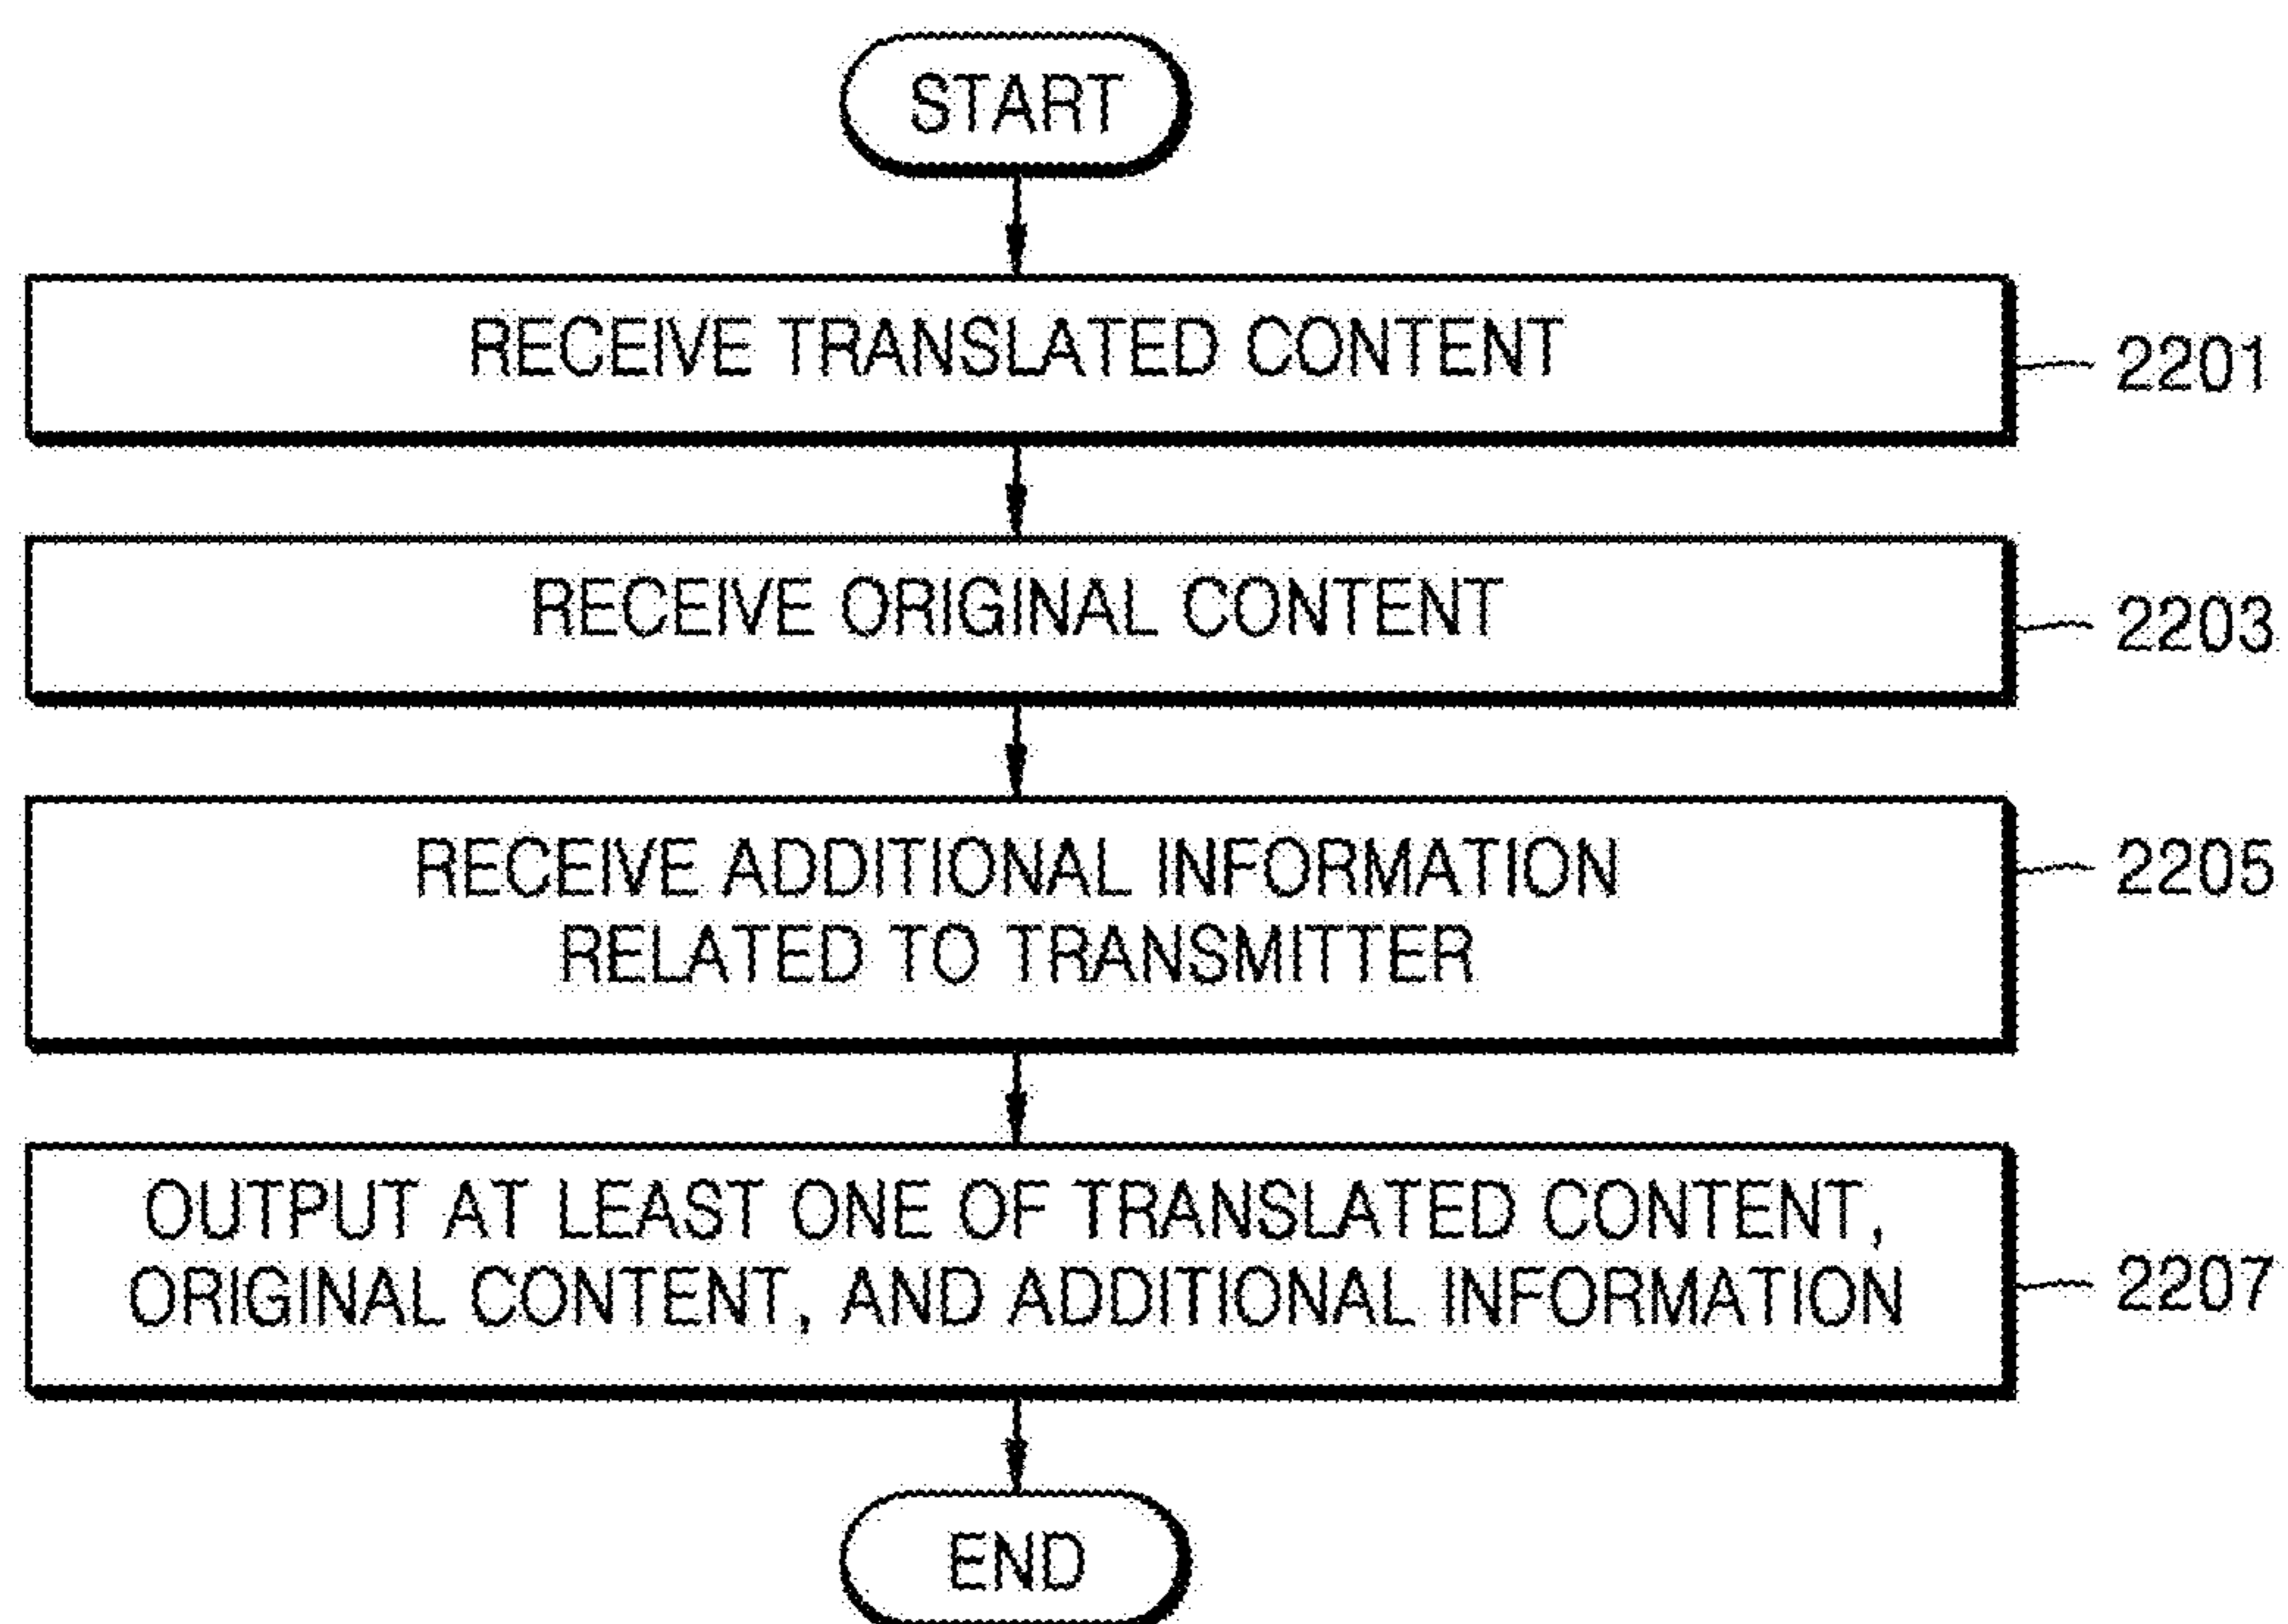 START
RECEIVE TRANSLATED CONTENT
2201
RECEIVE ORIGINAL CONTENT
2203
RECEIVE ADDITIONAL INFORMATION
RELATED TO TRANSMITTER
2205
OUTPUT AT LEAST ONE OF TRANSLATED CONTENT,
ORIGINAL CONTENT, AND ADDITIONAL INFORMATION
2207
END